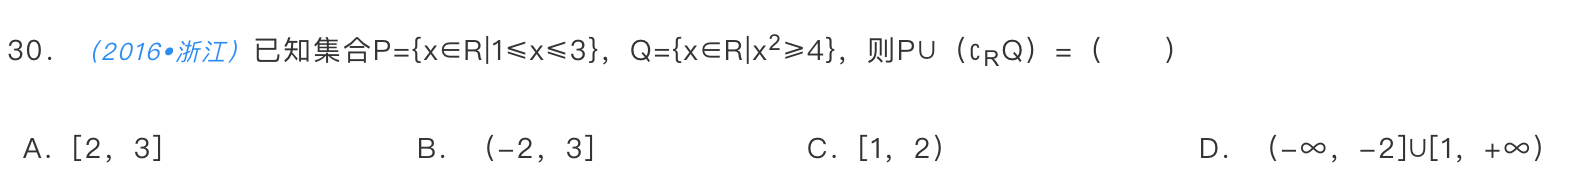 30. （2016•浙江）已知集合P={x∈R|1≤x≤3}，Q={x∈R|x²≥4}，则P∪（∁RQ）=（　　）
A. [2，3]　　B. （-2，3]　　C. [1，2）　　D. （-∞，-2]∪[1，+∞）